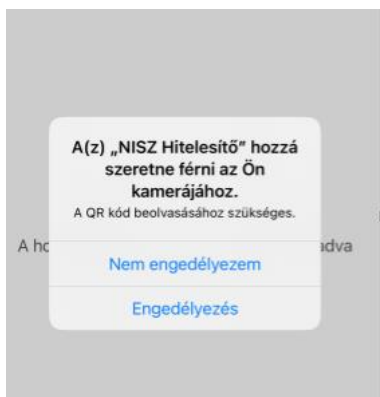 A(z) „NISZ Hitelesítő” hozzá
szeretne férni az Ön
kamerájához.
A QR kód beolvasásához szükséges.
A
Nem engedélyezem
Engedélyezés